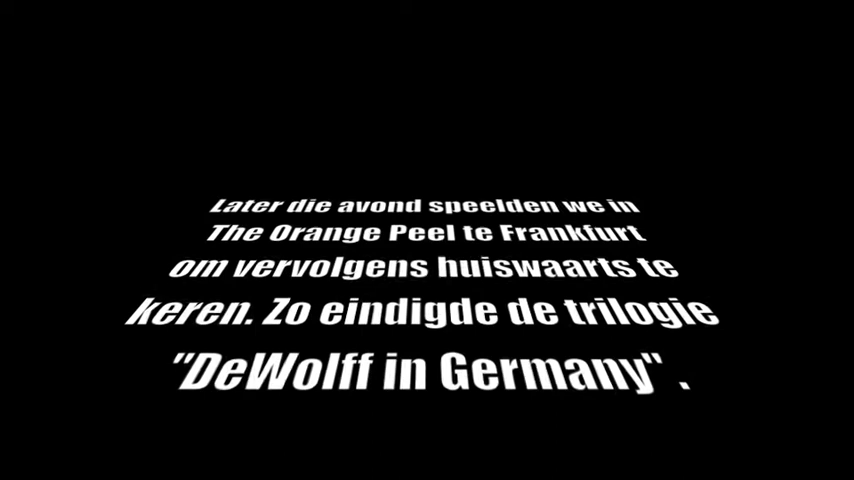 Later die avond speelden we in
The Orange Peel te Frankfurt
om vervolgens huiswaarts te
keren. Zo eindigde de trilogie
"DeWolff in Germany" .